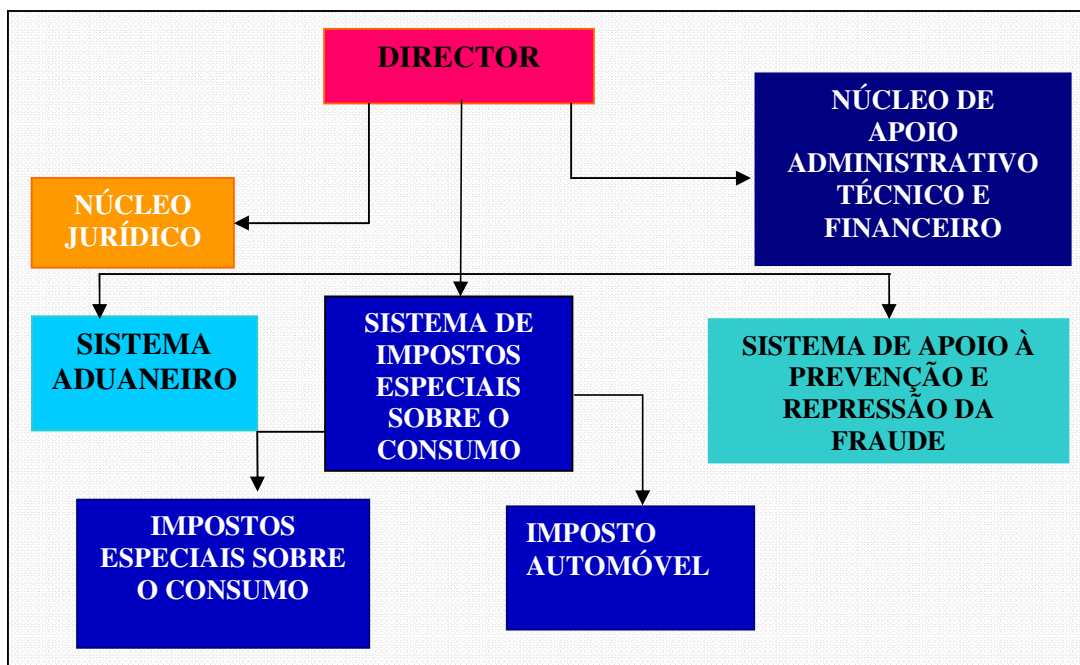 DIRECTOR
NÚCLEO DE
APOIO
ADMINISTRATIVO
TÉCNICO E
FINANCEIRO
NÚCLEO
JURÍDICO
SISTEMA
ADUANEIRO
SISTEMA DE
IMPOSTOS
ESPECIAIS
SOBRE O
CONSUMO
SISTEMA DE APOIO À
PREVENÇÃO E
REPRESSÃO DA
FRAUDE
IMPOSTOS
ESPECIAIS SOBRE
O CONSUMO
IMPOSTO
AUTOMÓVEL